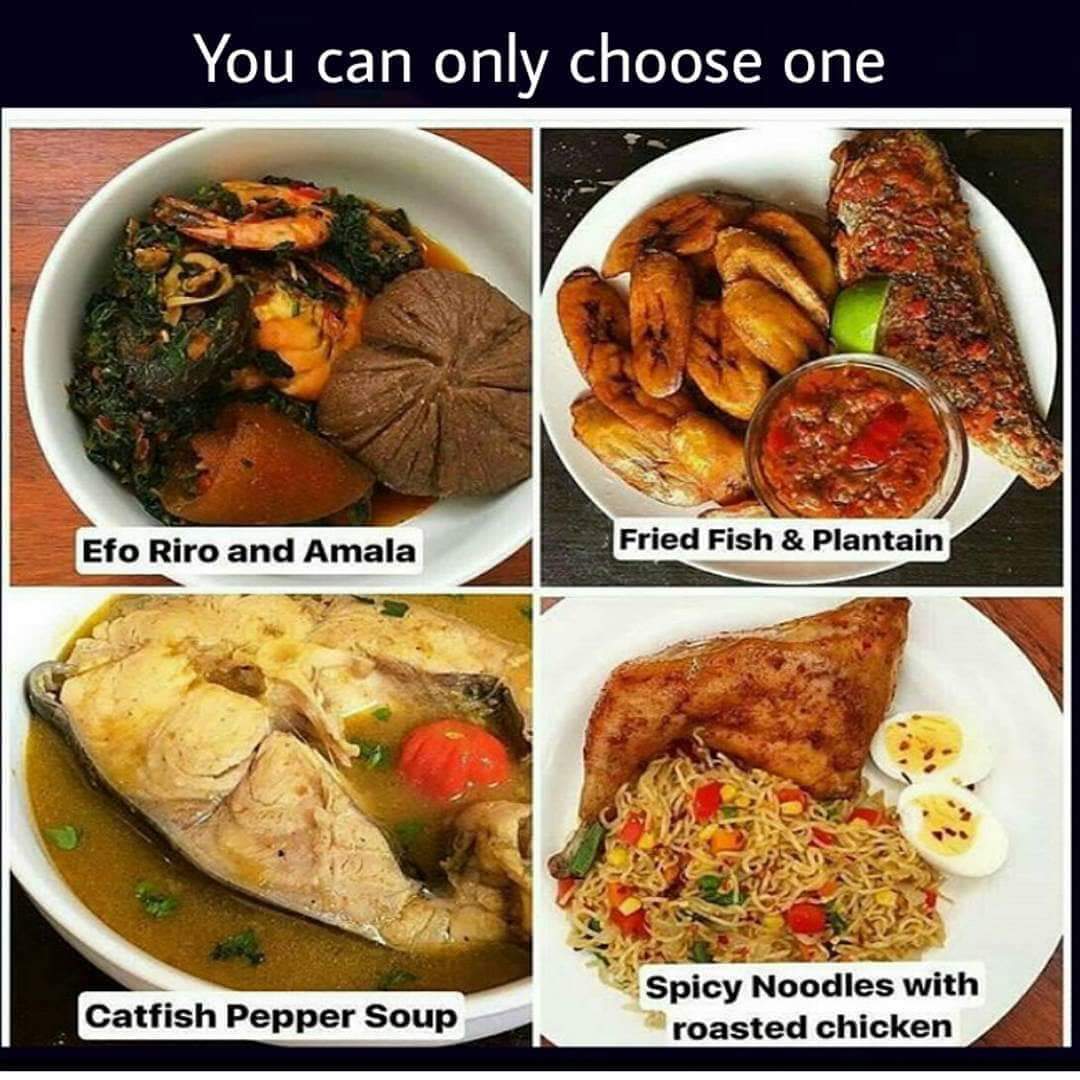 You can only choose one
Efo Riro and Amala
Fried Fish & Plantain
Catfish Pepper Soup
Spicy Noodles with
roasted chicken